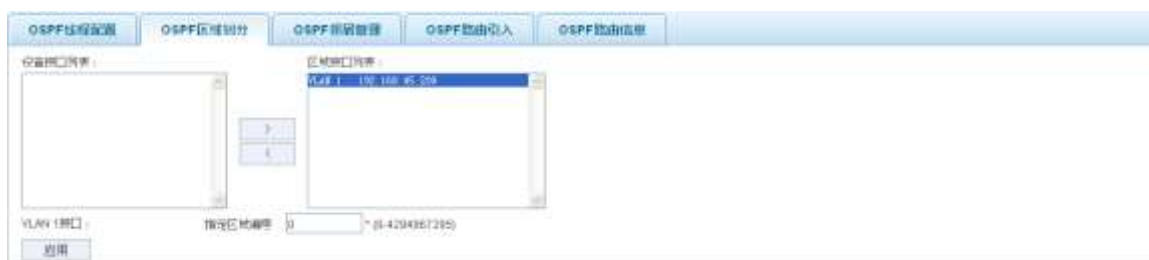 OSPF进程配置 OSPF区域划分 OSPF邻居管理 OSPF路由引入 OSPF路由信息
设备接口列表：
区域接口列表：
VLAN 1
>
<
VLAN 1接口： 指定区域编号 0 * (0-4294967295)
应用